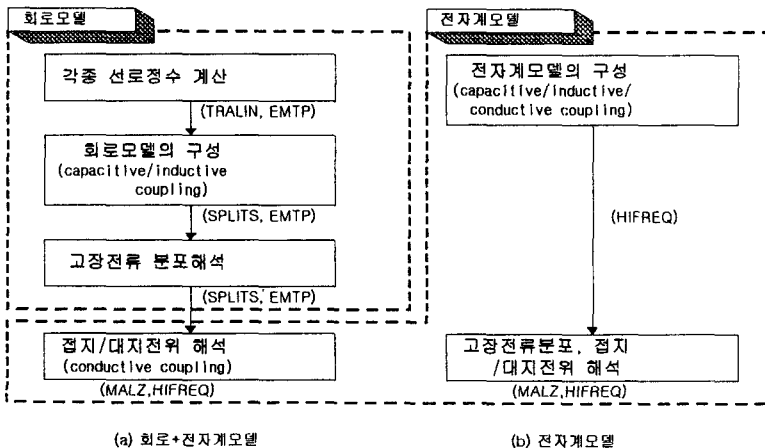 회로모델
각종 선로정수 계산
(TRALIN, EMTP)
회로모델의 구성
(capacitive/inductive
coupling)
(SPLITS, EMTP)
고장전류 분포해석
(SPLITS, EMTP)
접지/대지전위 해석
(conductive coupling)
(MALZ,HIFREQ)
(a) 회로+전자계모델
전자계모델
전자계모델의 구성
(capacitive/inductive/
conductive coupling)
(HIFREQ)
고장전류분포, 접지
/대지전위 해석
(MALZ,HIFREQ)
(b) 전자계모델